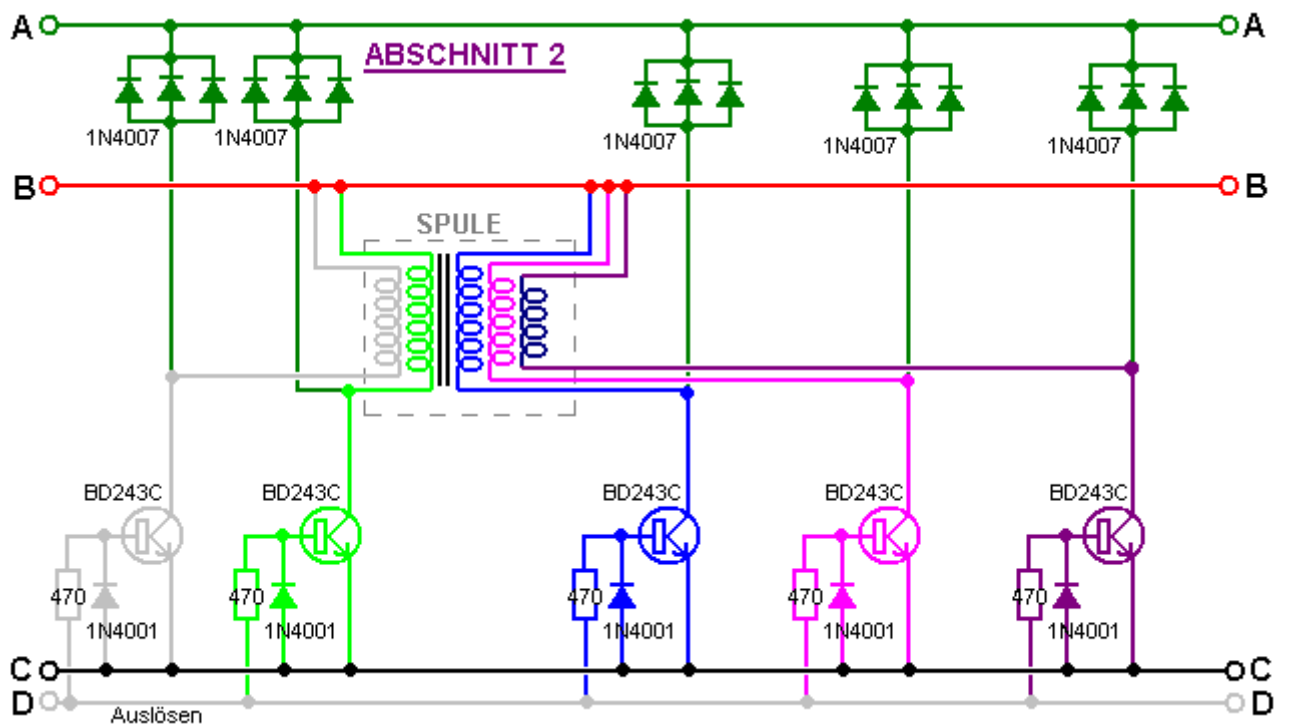 A A
ABSCHNITT 2
1N4007 1N4007 1N4007 1N4007 1N4007
B B
SPULE
BD243C BD243C BD243C BD243C BD243C
470 470 470 470 470
1N4001 1N4001 1N4001 1N4001 1N4001
C C
D D
Auslösen